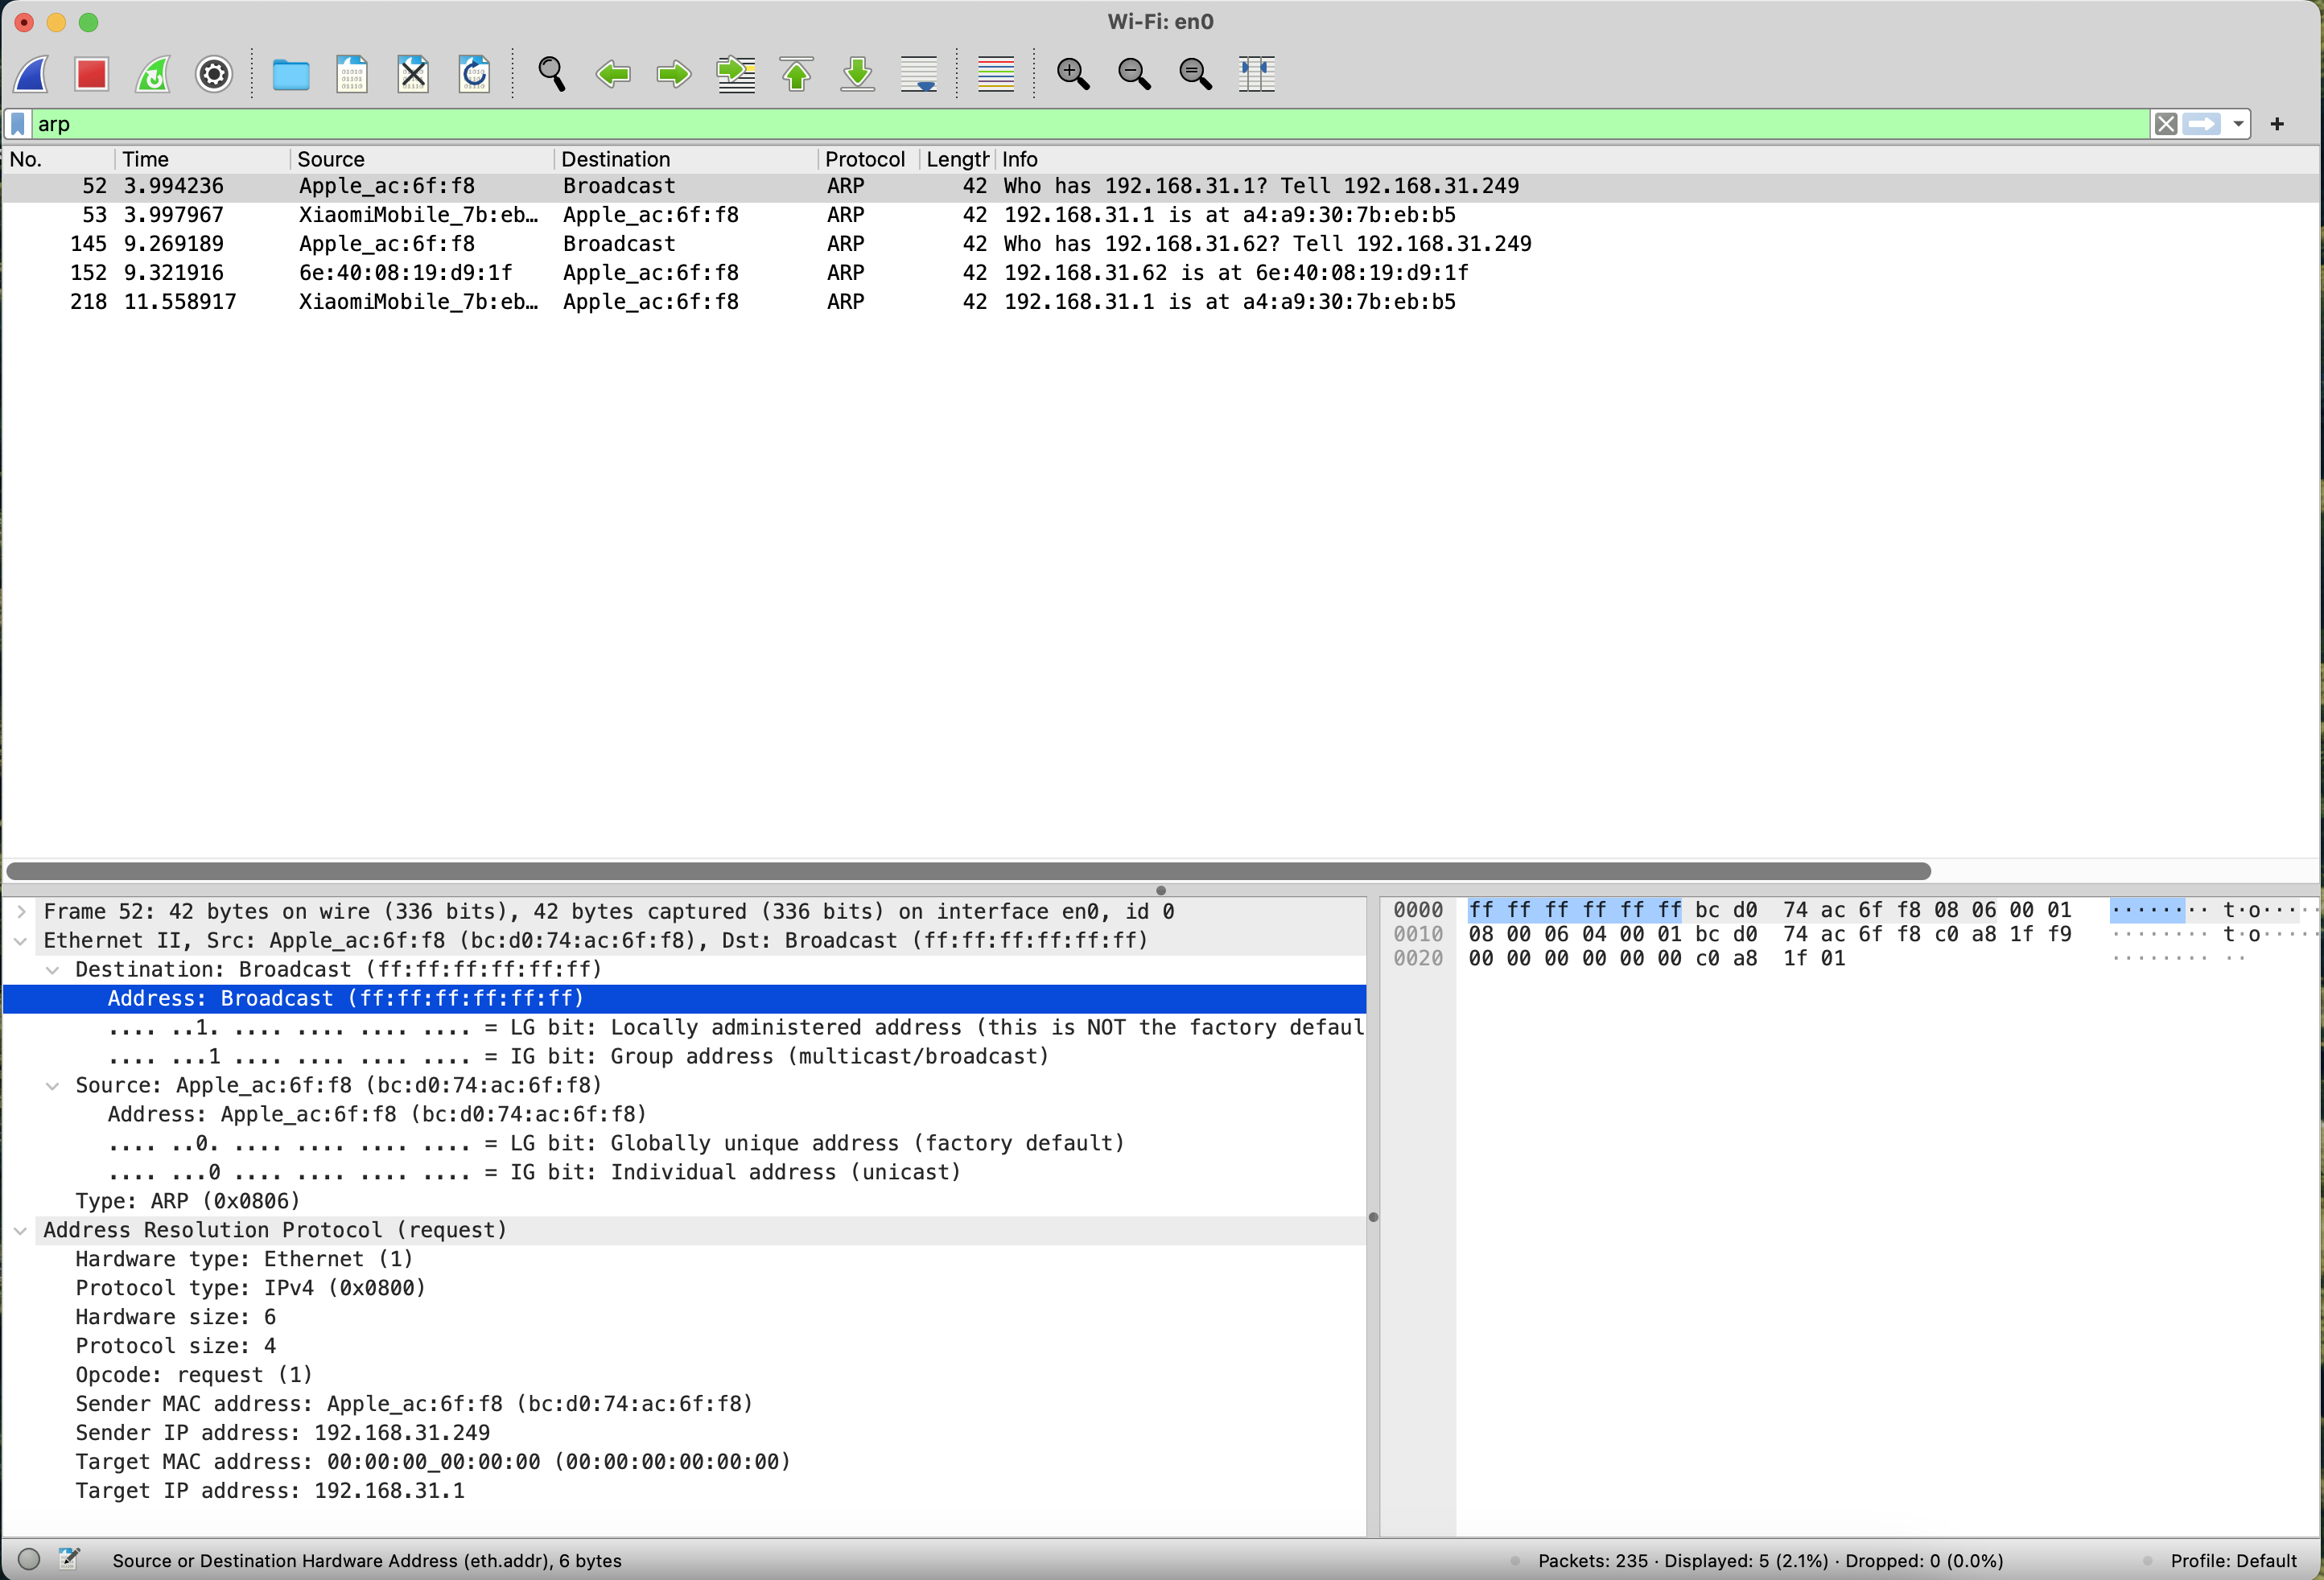 Wi-Fi: en0
arp
+
No. Time Source Destination Protocol Length Info
52 3.994236 Apple_ac:6f:f8 Broadcast ARP 42 Who has 192.168.31.1? Tell 192.168.31.249
53 3.997967 XiaomiMobile_7b:eb… Apple_ac:6f:f8 ARP 42 192.168.31.1 is at a4:a9:30:7b:eb:b5
145 9.269189 Apple_ac:6f:f8 Broadcast ARP 42 Who has 192.168.31.62? Tell 192.168.31.249
152 9.321916 6e:40:08:19:d9:1f Apple_ac:6f:f8 ARP 42 192.168.31.62 is at 6e:40:08:19:d9:1f
218 11.558917 XiaomiMobile_7b:eb… Apple_ac:6f:f8 ARP 42 192.168.31.1 is at a4:a9:30:7b:eb:b5
Frame 52: 42 bytes on wire (336 bits), 42 bytes captured (336 bits) on interface en0, id 0
Ethernet II, Src: Apple_ac:6f:f8 (bc:d0:74:ac:6f:f8), Dst: Broadcast (ff:ff:ff:ff:ff:ff)
Destination: Broadcast (ff:ff:ff:ff:ff:ff)
Address: Broadcast (ff:ff:ff:ff:ff:ff)
.... ..1. .... .... .... .... = LG bit: Locally administered address (this is NOT the factory defaul
.... ...1 .... .... .... .... = IG bit: Group address (multicast/broadcast)
Source: Apple_ac:6f:f8 (bc:d0:74:ac:6f:f8)
Address: Apple_ac:6f:f8 (bc:d0:74:ac:6f:f8)
.... ..0. .... .... .... .... = LG bit: Globally unique address (factory default)
.... ...0 .... .... .... .... = IG bit: Individual address (unicast)
Type: ARP (0x0806)
Address Resolution Protocol (request)
Hardware type: Ethernet (1)
Protocol type: IPv4 (0x0800)
Hardware size: 6
Protocol size: 4
Opcode: request (1)
Sender MAC address: Apple_ac:6f:f8 (bc:d0:74:ac:6f:f8)
Sender IP address: 192.168.31.249
Target MAC address: 00:00:00_00:00:00 (00:00:00:00:00:00)
Target IP address: 192.168.31.1
0000 ff ff ff ff ff ff bc d0 74 ac 6f f8 08 06 00 01 ········ t·o·····
0010 08 00 06 04 00 01 bc d0 74 ac 6f f8 c0 a8 1f f9 ········ t·o·····
0020 00 00 00 00 00 00 c0 a8 1f 01 ········ ··
Source or Destination Hardware Address (eth.addr), 6 bytes
Packets: 235 · Displayed: 5 (2.1%) · Dropped: 0 (0.0%)
Profile: Default